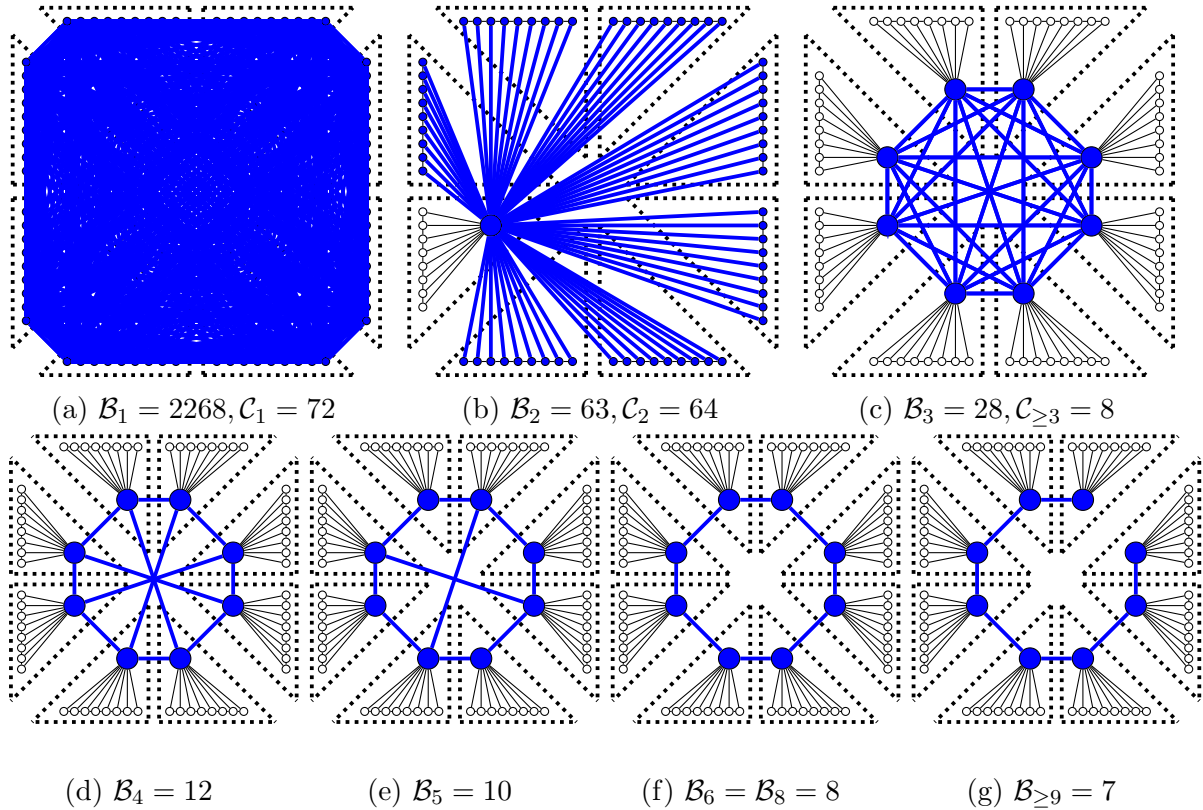 (a) $\mathcal{B}_1 = 2268, \mathcal{C}_1 = 72$
(b) $\mathcal{B}_2 = 63, \mathcal{C}_2 = 64$
(c) $\mathcal{B}_3 = 28, \mathcal{C}_{\geq 3} = 8$
(d) $\mathcal{B}_4 = 12$
(e) $\mathcal{B}_5 = 10$
(f) $\mathcal{B}_6 = \mathcal{B}_8 = 8$
(g) $\mathcal{B}_{\geq 9} = 7$